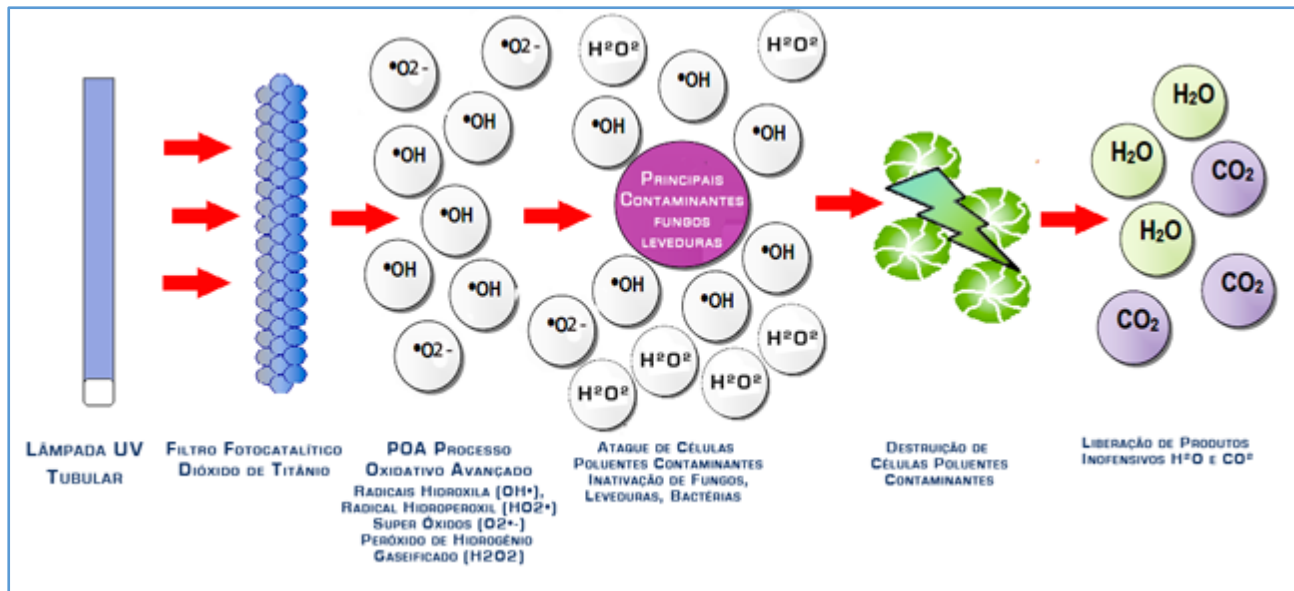 •O2-
•O2-
•OH
•OH
•OH
•OH
•OH
•O2-
H²O²
H²O²
•OH
•OH
•OH
PRINCIPAIS
CONTAMINANTES
FUNGOS
LEVEDURAS
•OH
•OH
•OH
•O2-
H²O²
H²O²
H²O²
H²O²
H2O
H2O
CO2
H2O
CO2
CO2
LÂMPADA UV
TUBULAR
FILTRO FOTOCATALÍTICO
DIÓXIDO DE TITÂNIO
POA PROCESSO
OXIDATIVO AVANÇADO
RADICAIS HIDROXILA (OH•),
RADICAL HIDROPEROXIL (HO2•)
SUPER ÓXIDOS (O2•-)
PERÓXIDO DE HIDROGÊNIO
GASEIFICADO (H2O2)
ATAQUE DE CÉLULAS
POLUENTES CONTAMINANTES
INATIVAÇÃO DE FUNGOS,
LEVEDURAS, BACTÉRIAS
DESTRUIÇÃO DE
CÉLULAS POLUENTES
CONTAMINANTES
LIBERAÇÃO DE PRODUTOS
INOFENSIVOS H²O E CO²